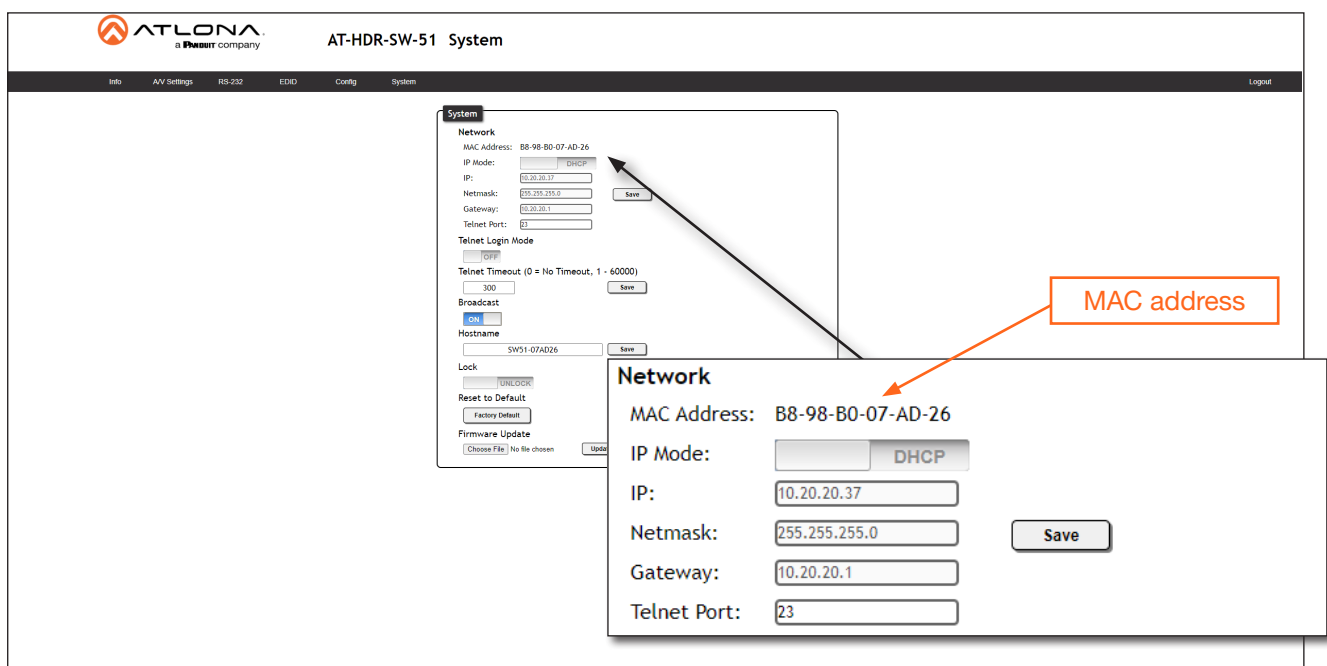 ATLONA.
a PANDUIT company
AT-HDR-SW-51 System
Info A/V Settings RS-232 EDID Config System Logout
System
Network
MAC Address: B8-98-B0-07-AD-26
IP Mode: DHCP
IP: 10.20.20.37
Netmask: 255.255.255.0 Save
Gateway: 10.20.20.1
Telnet Port: 23
Telnet Login Mode
OFF
Telnet Timeout (0 = No Timeout, 1 - 60000)
300 Save
Broadcast
ON
Hostname
SW51-07AD26 Save
Lock
UNLOCK
Reset to Default
Factory Default
Firmware Update
Choose File No file chosen
MAC address
Network
MAC Address: B8-98-B0-07-AD-26
IP Mode: DHCP
IP: 10.20.20.37
Netmask: 255.255.255.0 Save
Gateway: 10.20.20.1
Telnet Port: 23